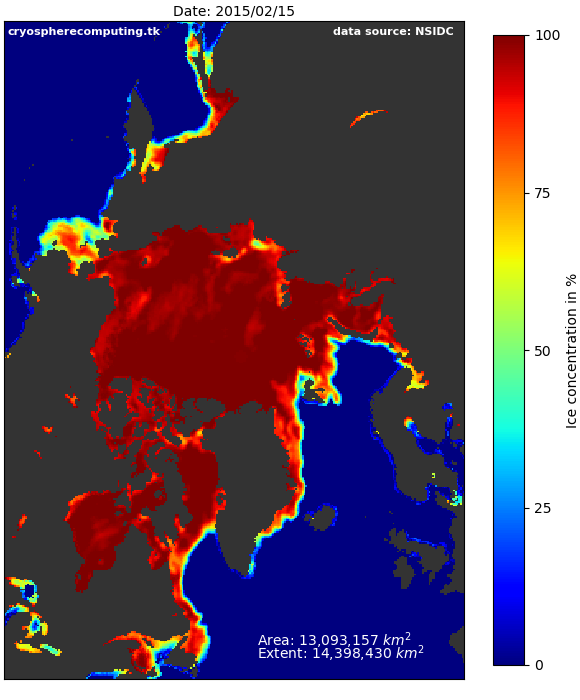 Date: 2015/02/15
cryospherecomputing.tk
data source: NSIDC
100
75
50
25
0
Ice concentration in %
Area: 13,093,157 km²
Extent: 14,398,430 km²